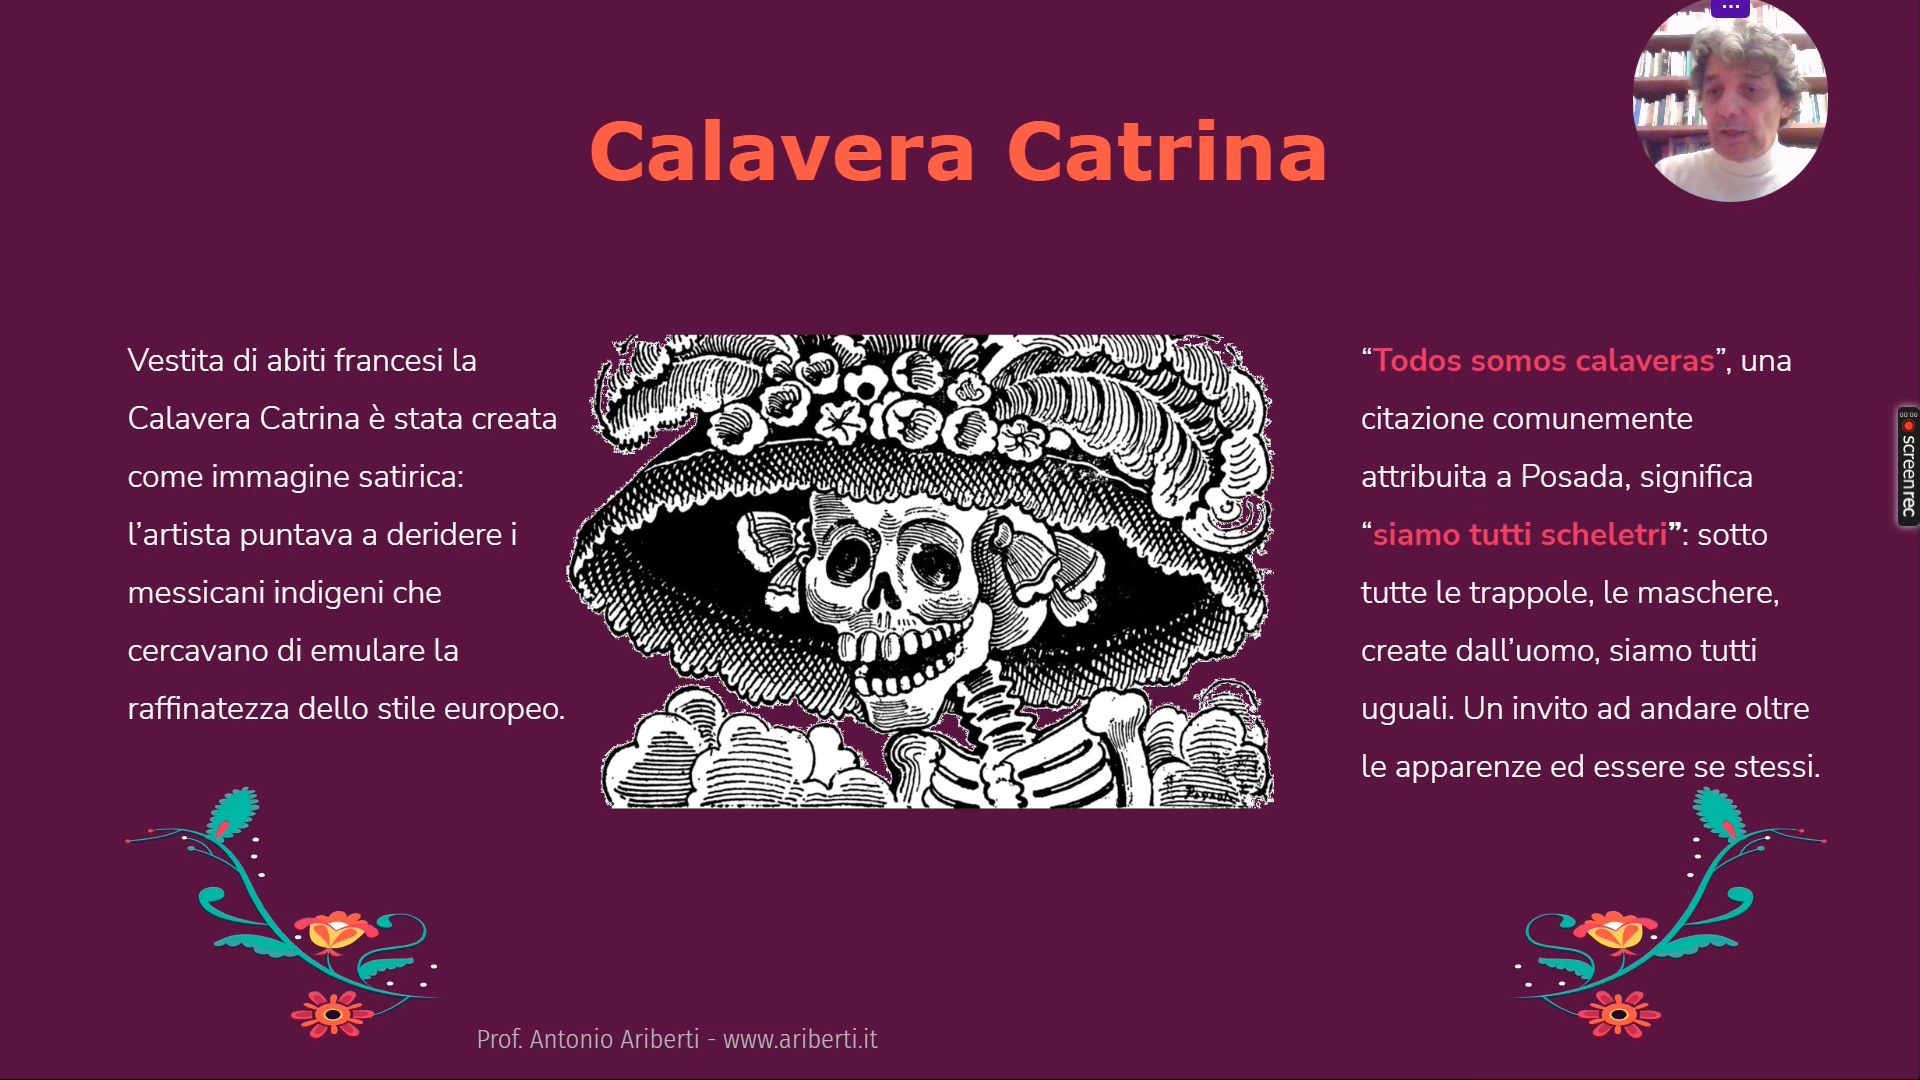 Calavera Catrina
Vestita di abiti francesi la
Calavera Catrina è stata creata
come immagine satirica:
l’artista puntava a deridere i
messicani indigeni che
cercavano di emulare la
raffinatezza dello stile europeo.
“Todos somos calaveras”, una
citazione comunemente
attribuita a Posada, significa
“siamo tutti scheletri”: sotto
tutte le trappole, le maschere,
create dall’uomo, siamo tutti
uguali. Un invito ad andare oltre
le apparenze ed essere se stessi.
Posada
00:00
screenrec
Prof. Antonio Ariberti - www.ariberti.it